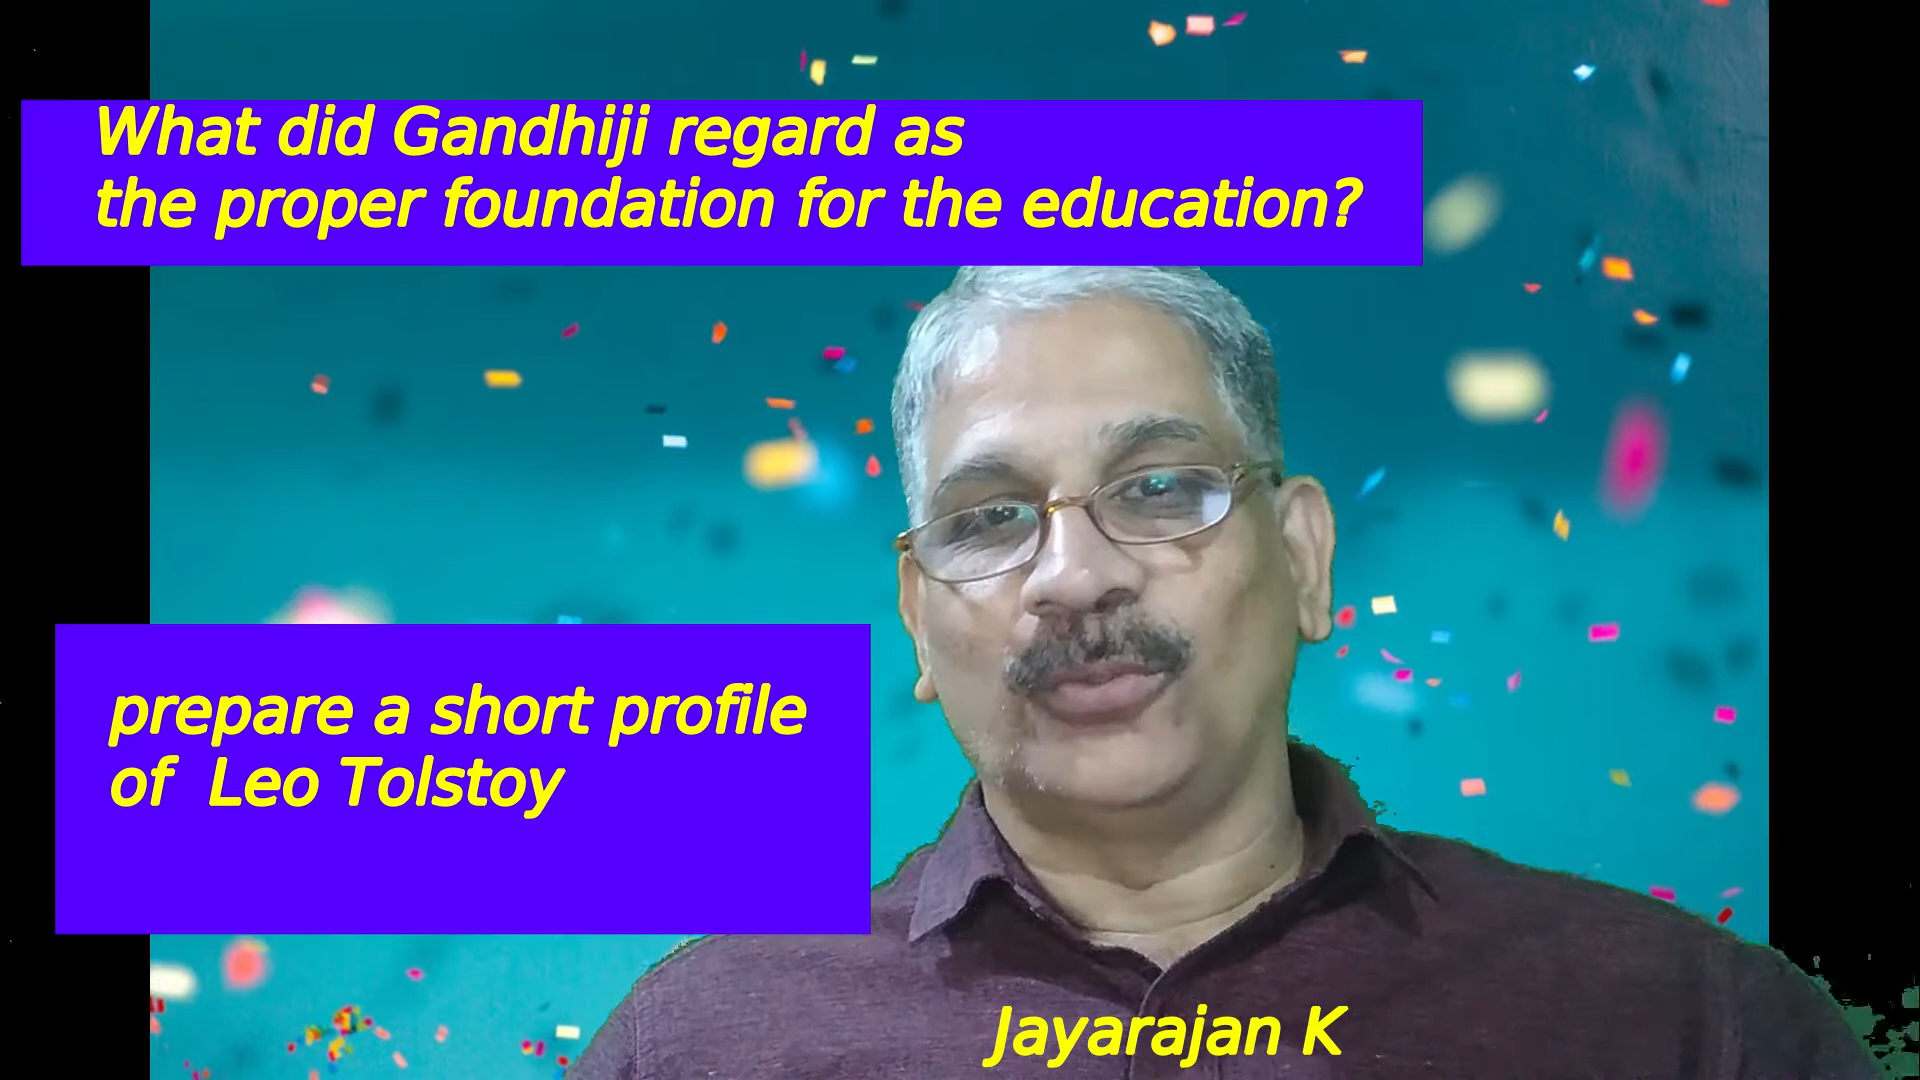 What did Gandhiji regard as
the proper foundation for the education?
prepare a short profile
of Leo Tolstoy
Jayarajan K